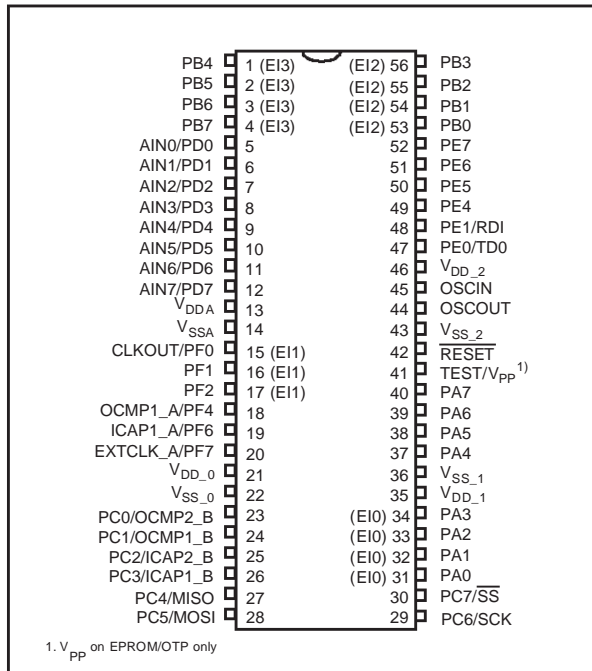 PB4 1 (EI3) (EI2) 56 PB3
PB5 2 (EI3) (EI2) 55 PB2
PB6 3 (EI3) (EI2) 54 PB1
PB7 4 (EI3) (EI2) 53 PB0
AIN0/PD0 5 52 PE7
AIN1/PD1 6 51 PE6
AIN2/PD2 7 50 PE5
AIN3/PD3 8 49 PE4
AIN4/PD4 9 48 PE1/RDI
AIN5/PD5 10 47 PE0/TD0
AIN6/PD6 11 46 VDD_2
AIN7/PD7 12 45 OSCIN
VDDA 13 44 OSCOUT
VSSA 14 43 VSS_2
CLKOUT/PF0 15 (EI1) 42 RESET
PF1 16 (EI1) 41 TEST/VPP 1)
PF2 17 (EI1) 40 PA7
OCMP1_A/PF4 18 39 PA6
ICAP1_A/PF6 19 38 PA5
EXTCLK_A/PF7 20 37 PA4
VDD_0 21 36 VSS_1
VSS_0 22 35 VDD_1
PC0/OCMP2_B 23 (EI0) 34 PA3
PC1/OCMP1_B 24 (EI0) 33 PA2
PC2/ICAP2_B 25 (EI0) 32 PA1
PC3/ICAP1_B 26 (EI0) 31 PA0
PC4/MISO 27 30 PC7/SS
PC5/MOSI 28 29 PC6/SCK
1. VPP on EPROM/OTP only